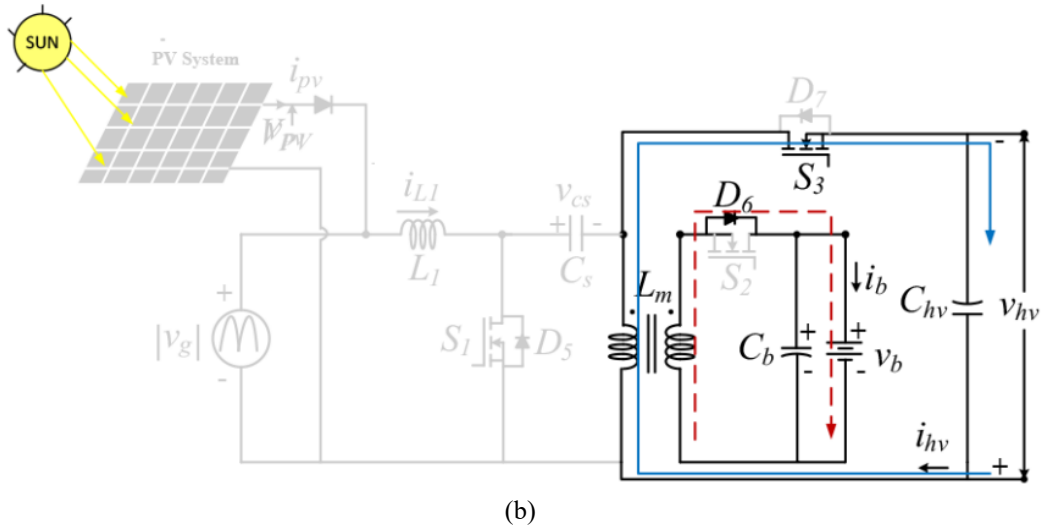 SUN
PV System
i_pv
D_7
S_3
-
i_L1
v_cs
+ -
D_6
L_1
C_s
S_2
L_m
i_b
C_hv
v_hv
+
|v_g|
S_1
D_5
C_b
+
-
+
v_b
-
-
i_hv
+
(b)